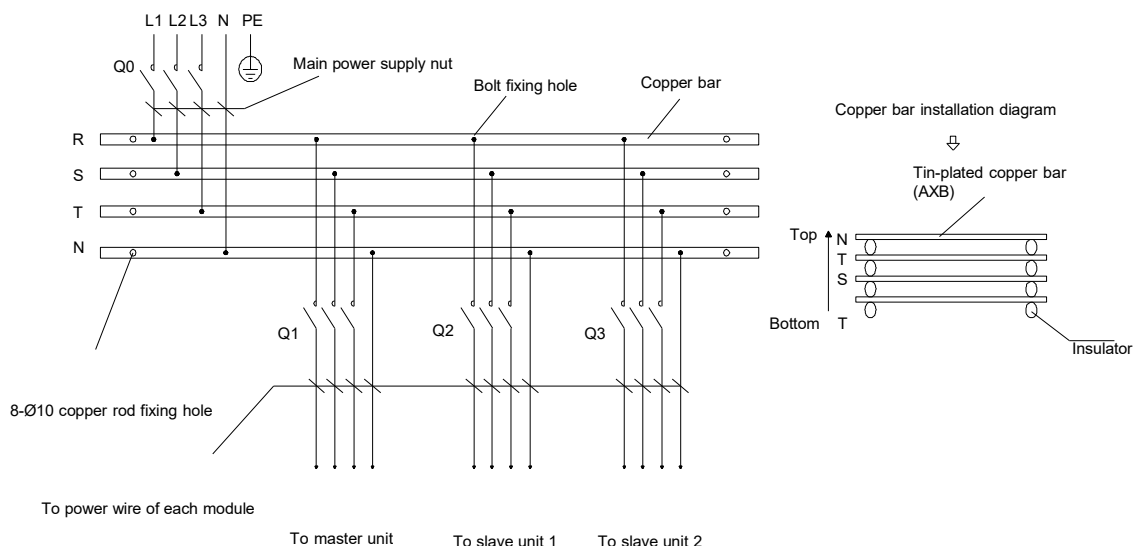 L1 L2 L3 N PE
Q0
Main power supply nut
Bolt fixing hole
Copper bar
R
S
T
N
Q1
Q2
Q3
8-Ø10 copper rod fixing hole
To power wire of each module
To master unit
To slave unit 1
To slave unit 2
Copper bar installation diagram
Tin-plated copper bar
(AXB)
Top
N
T
S
Bottom
T
Insulator